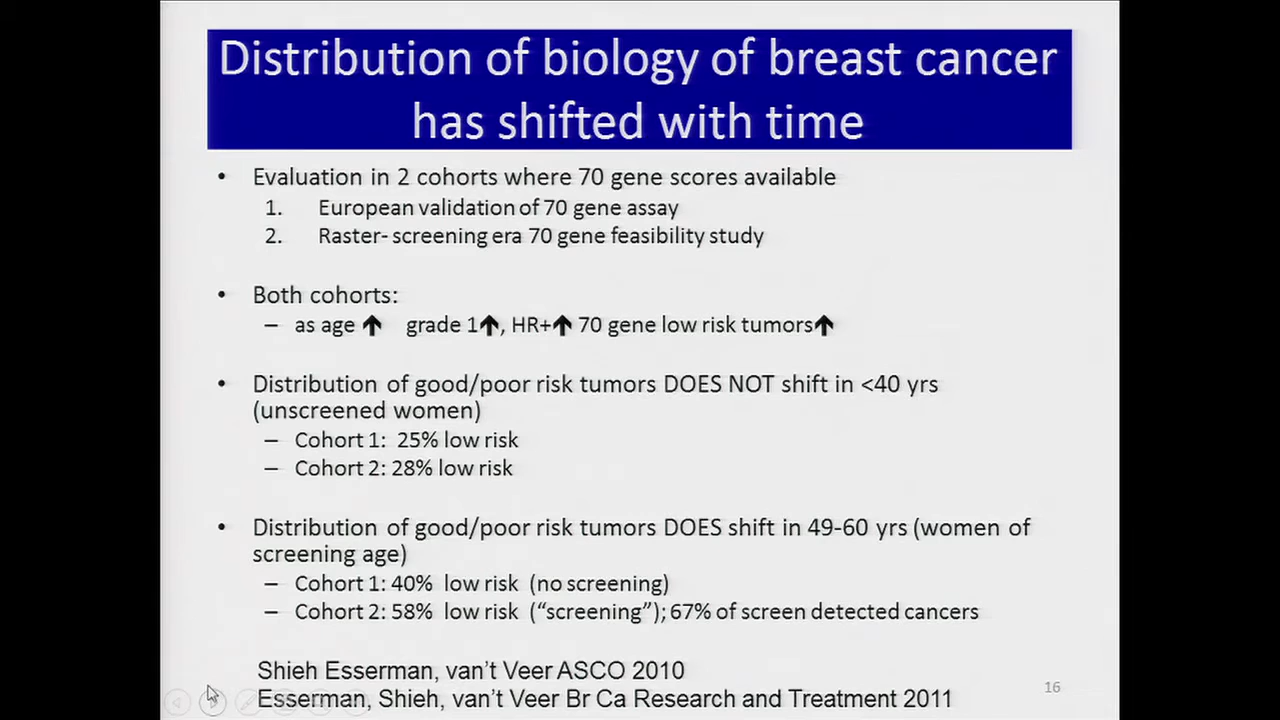 Distribution of biology of breast cancer
has shifted with time
• Evaluation in 2 cohorts where 70 gene scores available
1. European validation of 70 gene assay
2. Raster- screening era 70 gene feasibility study
• Both cohorts:
– as age ↑ grade 1↑, HR+↑ 70 gene low risk tumors↑
• Distribution of good/poor risk tumors DOES NOT shift in <40 yrs
(unscreened women)
– Cohort 1: 25% low risk
– Cohort 2: 28% low risk
• Distribution of good/poor risk tumors DOES shift in 49-60 yrs (women of
screening age)
– Cohort 1: 40% low risk (no screening)
– Cohort 2: 58% low risk (“screening”); 67% of screen detected cancers
Shieh Esserman, van’t Veer ASCO 2010
Esserman, Shieh, van’t Veer Br Ca Research and Treatment 2011
16